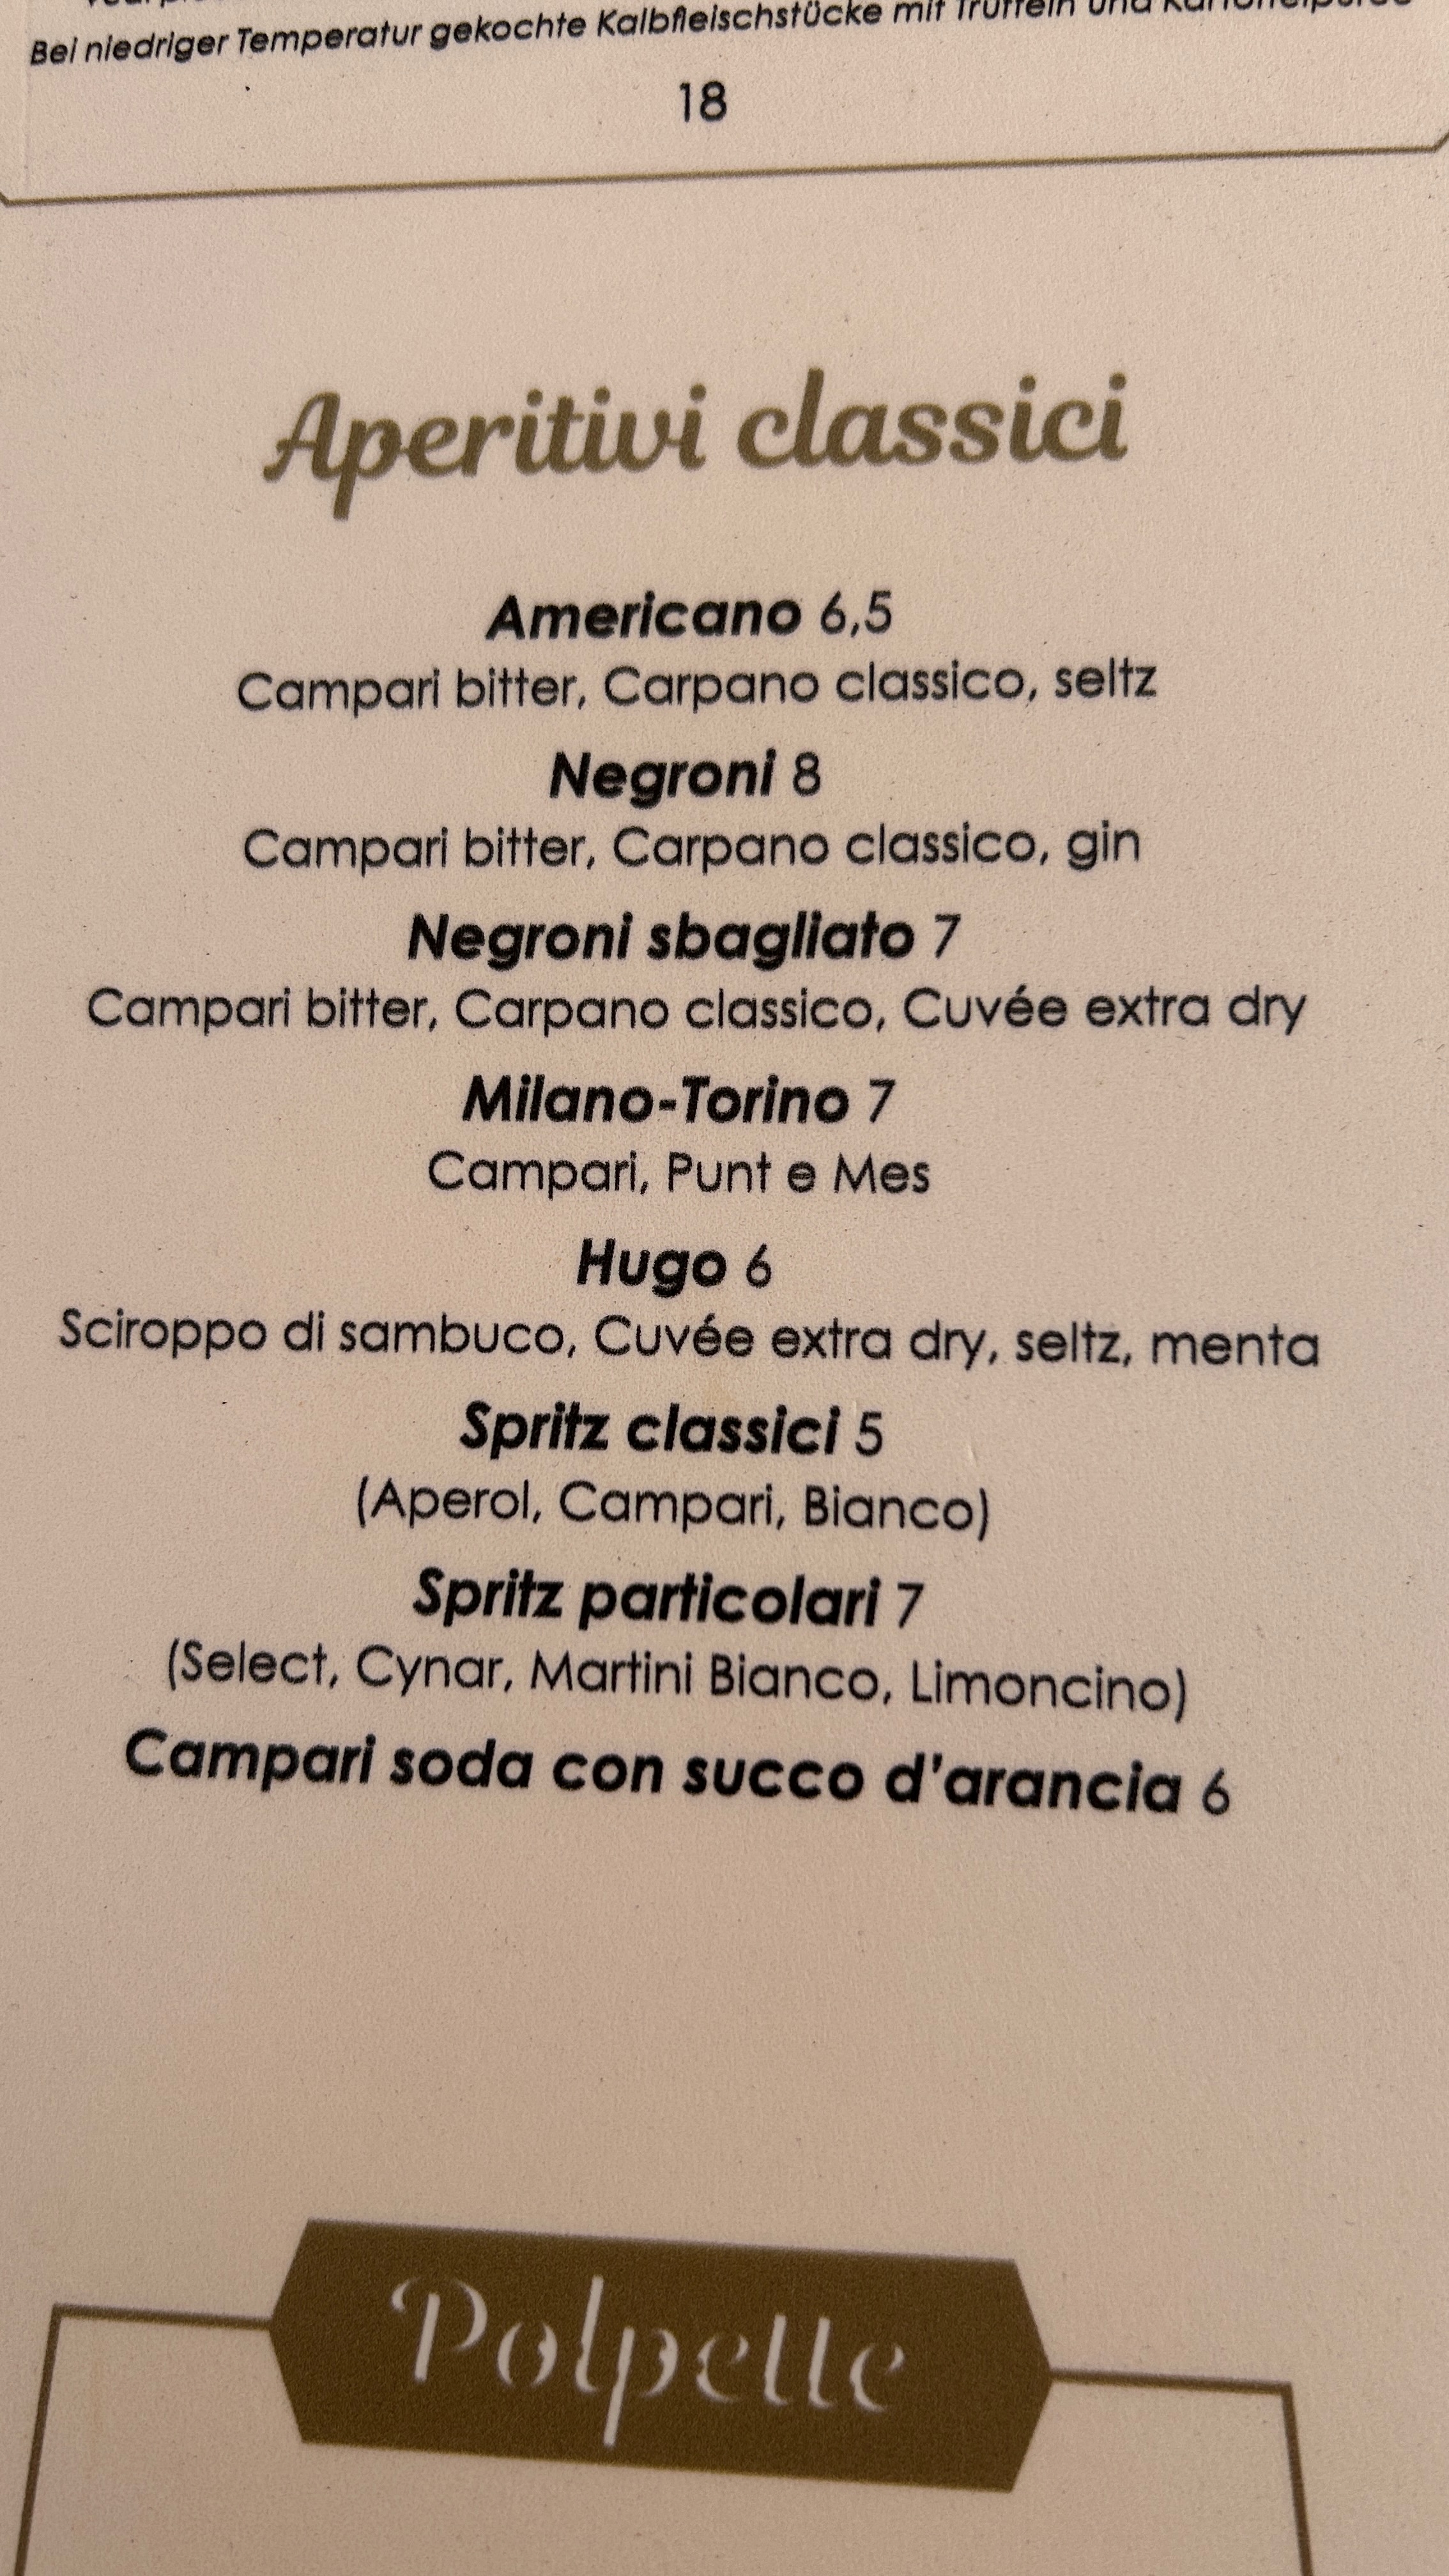 Bei niedriger Temperatur gekochte Kalbfleischstücke mit Trüffeln und
18
Aperitivi classici
Americano 6,5
Campari bitter, Carpano classico, seltz
Negroni 8
Campari bitter, Carpano classico, gin
Negroni sbagliato 7
Campari bitter, Carpano classico, Cuvée extra dry
Milano-Torino 7
Campari, Punt e Mes
Hugo 6
Sciroppo di sambuco, Cuvée extra dry, seltz, menta
Spritz classici 5
(Aperol, Campari, Bianco)
Spritz particolari 7
(Select, Cynar, Martini Bianco, Limoncino)
Campari soda con succo d'arancia 6
Polpette